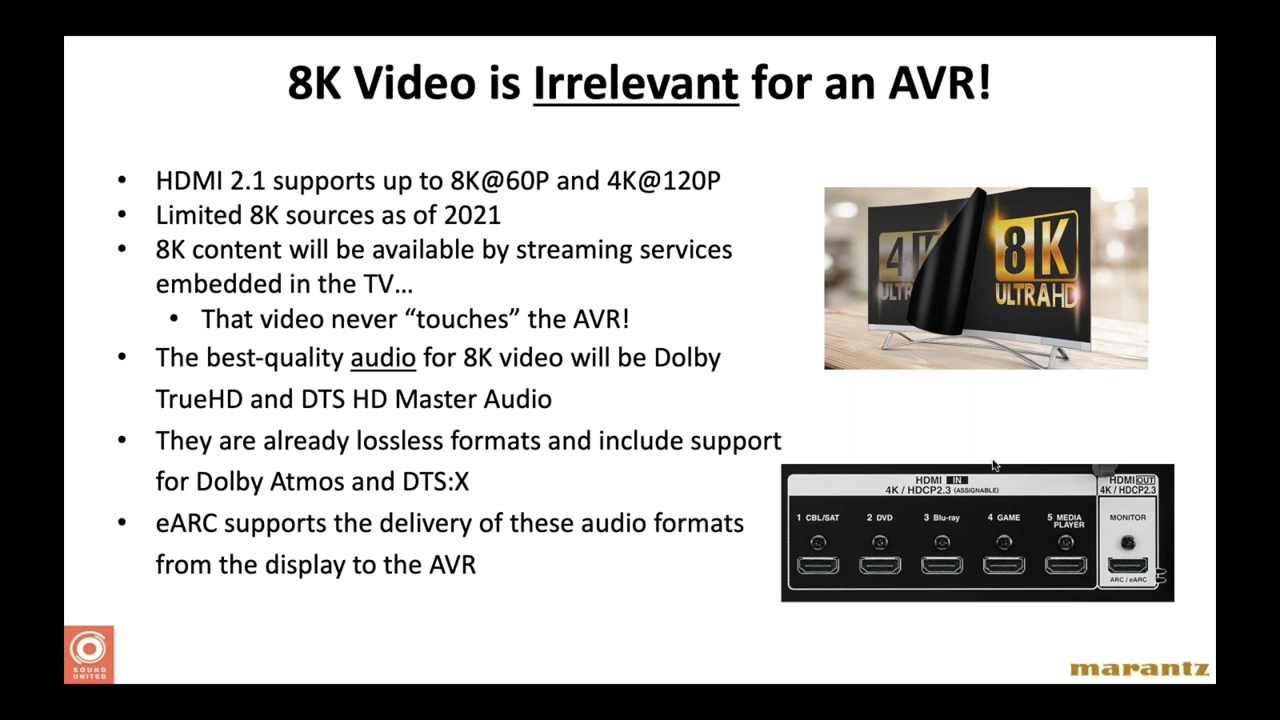 8K Video is Irrelevant for an AVR!
• HDMI 2.1 supports up to 8K@60P and 4K@120P
• Limited 8K sources as of 2021
• 8K content will be available by streaming services
embedded in the TV…
• That video never “touches” the AVR!
• The best-quality audio for 8K video will be Dolby
TrueHD and DTS HD Master Audio
• They are already lossless formats and include support
for Dolby Atmos and DTS:X
• eARC supports the delivery of these audio formats
from the display to the AVR
4K
ULTR
8K
ULTRA HD
HDMI IN
4K / HDCP2.3 (ASSIGNABLE)
HDMI OUT
4K / HDCP2.3
1 CBL/SAT
2 DVD
3 Blu-ray
4 GAME
5 MEDIA
PLAYER
MONITOR
ARC / eARC
SOUND
UNITED
marantz